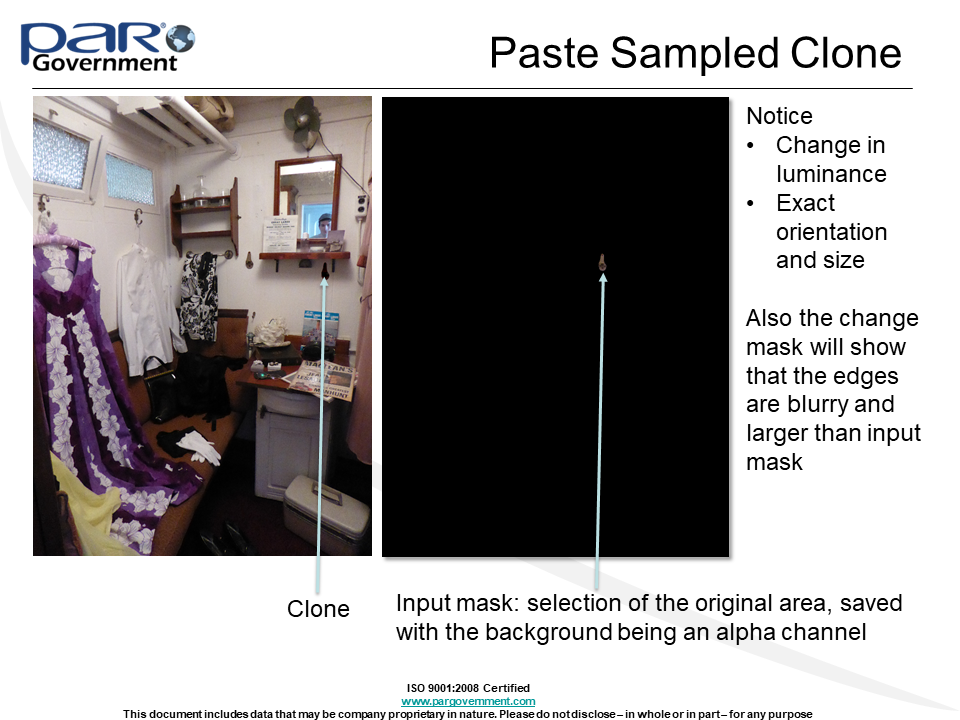 PAR®
Government
Paste Sampled Clone
Notice
• Change in
luminance
• Exact
orientation
and size
Also the change
mask will show
that the edges
are blurry and
larger than input
mask
Clone
Input mask: selection of the original area, saved
with the background being an alpha channel
ISO 9001:2008 Certified
www.pargovernment.com
This document includes data that may be company proprietary in nature. Please do not disclose – in whole or in part – for any purpose